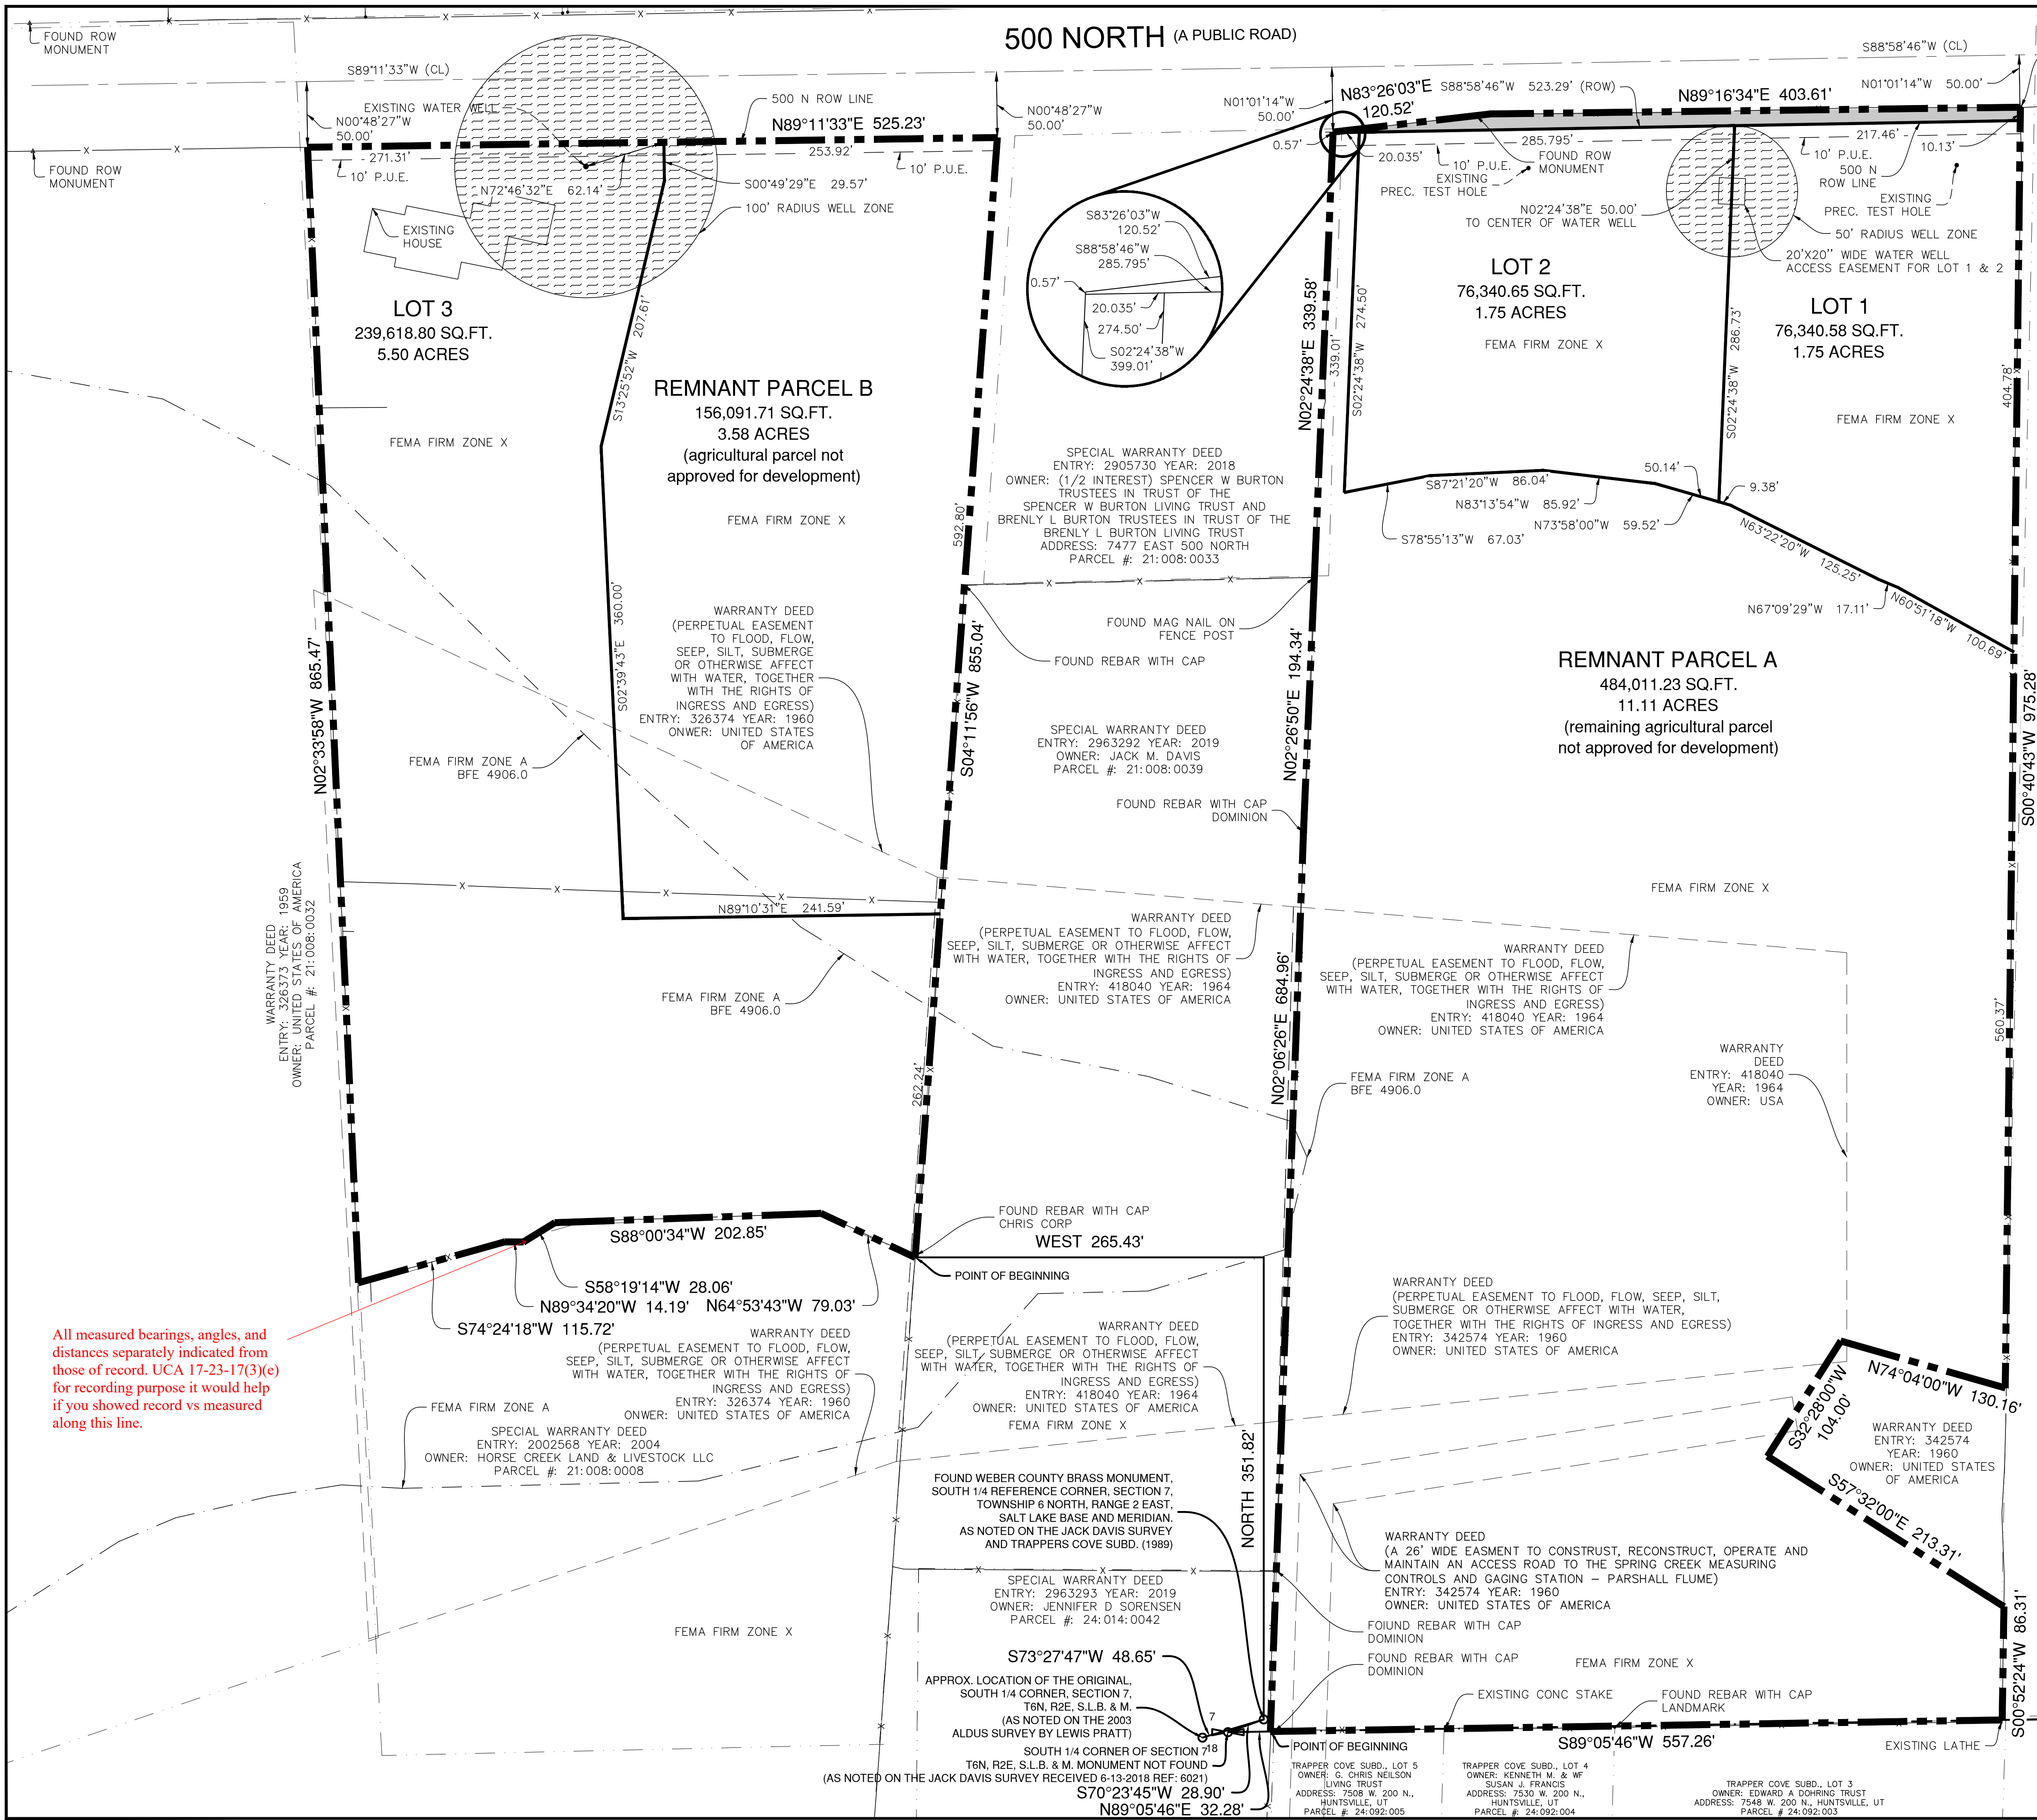 500 NORTH (A PUBLIC ROAD)
FOUND ROW
MONUMENT
S89°11'33"W (CL)
S88°58'46"W (CL)
EXISTING WATER WELL
N00°48'27"W
50.00'
500 N ROW LINE
N89°11'33"E 525.23'
N00°48'27"W
50.00'
N01°01'14"W
50.00'
N83°26'03"E
120.52'
S88°58'46"W 523.29' (ROW)
N89°16'34"E 403.61'
N01°01'14"W 50.00'
FOUND ROW
MONUMENT
271.31'
10' P.U.E.
253.92'
10' P.U.E.
N72°46'32"E 62.14'
S00°49'29"E 29.57'
100' RADIUS WELL ZONE
EXISTING
HOUSE
0.57'
20.035'
285.795'
10' P.U.E.
EXISTING
PREC. TEST HOLE
FOUND ROW
MONUMENT
217.46'
10' P.U.E.
500 N
ROW LINE
10.13'
EXISTING
PREC. TEST HOLE
N02°24'38"E 50.00'
TO CENTER OF WATER WELL
50' RADIUS WELL ZONE
20'X20'' WIDE WATER WELL
ACCESS EASEMENT FOR LOT 1 & 2
S83°26'03"W
120.52'
S88°58'46"W
285.795'
0.57'
20.035'
274.50'
S02°24'38"W
399.01'
LOT 3
239,618.80 SQ.FT.
5.50 ACRES
FEMA FIRM ZONE X
S13°25'52"W 207.61'
REMNANT PARCEL B
156,091.71 SQ.FT.
3.58 ACRES
(agricultural parcel not
approved for development)
FEMA FIRM ZONE X
LOT 2
76,340.65 SQ.FT.
1.75 ACRES
FEMA FIRM ZONE X
LOT 1
76,340.58 SQ.FT.
1.75 ACRES
FEMA FIRM ZONE X
N02°24'38"E 339.58'
339.01'
S02°24'38"W 274.50'
S02°24'38"W 286.73'
404.78'
SPECIAL WARRANTY DEED
ENTRY: 2905730 YEAR: 2018
OWNER: (1/2 INTEREST) SPENCER W BURTON
TRUSTEES IN TRUST OF THE
SPENCER W BURTON LIVING TRUST AND
BRENLY L BURTON TRUSTEES IN TRUST OF THE
BRENLY L BURTON LIVING TRUST
ADDRESS: 7477 EAST 500 NORTH
PARCEL #: 21:008:0033
S87°21'20"W 86.04'
50.14'
9.38'
N83°13'54"W 85.92'
N73°58'00"W 59.52'
S78°55'13"W 67.03'
N63°22'20"W 125.25'
N67°09'29"W 17.11'
N60°51'18"W 100.69'
592.80'
S02°39'43"E 360.00'
WARRANTY DEED
(PERPETUAL EASEMENT
TO FLOOD, FLOW,
SEEP, SILT, SUBMERGE
OR OTHERWISE AFFECT
WITH WATER, TOGETHER
WITH THE RIGHTS OF
INGRESS AND EGRESS)
ENTRY: 326374 YEAR: 1960
ONWER: UNITED STATES
OF AMERICA
FOUND MAG NAIL ON
FENCE POST
FOUND REBAR WITH CAP
REMNANT PARCEL A
484,011.23 SQ.FT.
11.11 ACRES
(remaining agricultural parcel
not approved for development)
N02°33'58"W 865.47'
S04°11'56"W 855.04'
N02°26'50"E 194.34'
S00°40'43"W 975.28'
FEMA FIRM ZONE A
BFE 4906.0
SPECIAL WARRANTY DEED
ENTRY: 2963292 YEAR: 2019
OWNER: JACK M. DAVIS
PARCEL #: 21:008:0039
FOUND REBAR WITH CAP
DOMINION
FEMA FIRM ZONE X
N89°10'31"E 241.59'
WARRANTY DEED
ENTRY: 326373 YEAR: 1959
OWNER: UNITED STATES OF AMERICA
PARCEL #: 21:008:0032
WARRANTY DEED
(PERPETUAL EASEMENT TO FLOOD, FLOW,
SEEP, SILT, SUBMERGE OR OTHERWISE AFFECT
WITH WATER, TOGETHER WITH THE RIGHTS OF
INGRESS AND EGRESS)
ENTRY: 418040 YEAR: 1964
OWNER: UNITED STATES OF AMERICA
WARRANTY DEED
(PERPETUAL EASEMENT TO FLOOD, FLOW,
SEEP, SILT, SUBMERGE OR OTHERWISE AFFECT
WITH WATER, TOGETHER WITH THE RIGHTS OF
INGRESS AND EGRESS)
ENTRY: 418040 YEAR: 1964
OWNER: UNITED STATES OF AMERICA
FEMA FIRM ZONE A
BFE 4906.0
N02°06'26"E 684.96'
FEMA FIRM ZONE A
BFE 4906.0
WARRANTY
DEED
ENTRY: 418040
YEAR: 1964
OWNER: USA
560.37'
262.24'
FOUND REBAR WITH CAP
CHRIS CORP
WEST 265.43'
POINT OF BEGINNING
S88°00'34"W 202.85'
S58°19'14"W 28.06'
N89°34'20"W 14.19'
N64°53'43"W 79.03'
S74°24'18"W 115.72'
All measured bearings, angles, and
distances separately indicated from
those of record. UCA 17-23-17(3)(e)
for recording purpose it would help
if you showed record vs measured
along this line.
WARRANTY DEED
(PERPETUAL EASEMENT TO FLOOD, FLOW,
SEEP, SILT, SUBMERGE OR OTHERWISE AFFECT
WITH WATER, TOGETHER WITH THE RIGHTS OF
INGRESS AND EGRESS)
ENTRY: 326374 YEAR: 1960
ONWER: UNITED STATES OF AMERICA
WARRANTY DEED
(PERPETUAL EASEMENT TO FLOOD, FLOW,
SEEP, SILT, SUBMERGE OR OTHERWISE AFFECT
WITH WATER, TOGETHER WITH THE RIGHTS OF
INGRESS AND EGRESS)
ENTRY: 418040 YEAR: 1964
OWNER: UNITED STATES OF AMERICA
FEMA FIRM ZONE X
WARRANTY DEED
(PERPETUAL EASEMENT TO FLOOD, FLOW, SEEP, SILT,
SUBMERGE OR OTHERWISE AFFECT WITH WATER,
TOGETHER WITH THE RIGHTS OF INGRESS AND EGRESS)
ENTRY: 342574 YEAR: 1960
OWNER: UNITED STATES OF AMERICA
N74°04'00"W 130.16'
S32°28'00"W
104.00'
WARRANTY DEED
ENTRY: 342574
YEAR: 1960
OWNER: UNITED STATES
OF AMERICA
S57°32'00"E 213.31'
FEMA FIRM ZONE A
SPECIAL WARRANTY DEED
ENTRY: 2002568 YEAR: 2004
OWNER: HORSE CREEK LAND & LIVESTOCK LLC
PARCEL #: 21:008:0008
NORTH 351.82'
FOUND WEBER COUNTY BRASS MONUMENT,
SOUTH 1/4 REFERENCE CORNER, SECTION 7,
TOWNSHIP 6 NORTH, RANGE 2 EAST,
SALT LAKE BASE AND MERIDIAN.
AS NOTED ON THE JACK DAVIS SURVEY
AND TRAPPERS COVE SUBD. (1989)
WARRANTY DEED
(A 26' WIDE EASMENT TO CONSTRUST, RECONSTRUCT, OPERATE AND
MAINTAIN AN ACCESS ROAD TO THE SPRING CREEK MEASURING
CONTROLS AND GAGING STATION – PARSHALL FLUME)
ENTRY: 342574 YEAR: 1960
OWNER: UNITED STATES OF AMERICA
SPECIAL WARRANTY DEED
ENTRY: 2963293 YEAR: 2019
OWNER: JENNIFER D SORENSEN
PARCEL #: 24:014:0042
FEMA FIRM ZONE X
FOIUND REBAR WITH CAP
DOMINION
S00°52'24"W 86.31'
S73°27'47"W 48.65'
FOUND REBAR WITH CAP
DOMINION
FEMA FIRM ZONE X
APPROX. LOCATION OF THE ORIGINAL,
SOUTH 1/4 CORNER, SECTION 7,
T6N, R2E, S.L.B. & M.
(AS NOTED ON THE 2003
ALDUS SURVEY BY LEWIS PRATT)
7
18
EXISTING CONC STAKE
FOUND REBAR WITH CAP
LANDMARK
POINT OF BEGINNING
S89°05'46"W 557.26'
EXISTING LATHE
SOUTH 1/4 CORNER OF SECTION 7
T6N, R2E, S.L.B. & M. MONUMENT NOT FOUND
(AS NOTED ON THE JACK DAVIS SURVEY RECEIVED 6-13-2018 REF: 6021)
S70°23'45"W 28.90'
N89°05'46"E 32.28'
TRAPPER COVE SUBD., LOT 5
OWNER: G. CHRIS NEILSON
LIVING TRUST
ADDRESS: 7508 W. 200 N.,
HUNTSVILLE, UT
PARCEL #: 24:092:005
TRAPPER COVE SUBD., LOT 4
OWNER: KENNETH M. & WF
SUSAN J. FRANCIS
ADDRESS: 7530 W. 200 N.,
HUNTSVILLE, UT
PARCEL #: 24:092:004
TRAPPER COVE SUBD., LOT 3
OWNER: EDWARD A DOHRING TRUST
ADDRESS: 7548 W. 200 N., HUNTSVILLE, UT
PARCEL # 24:092:003